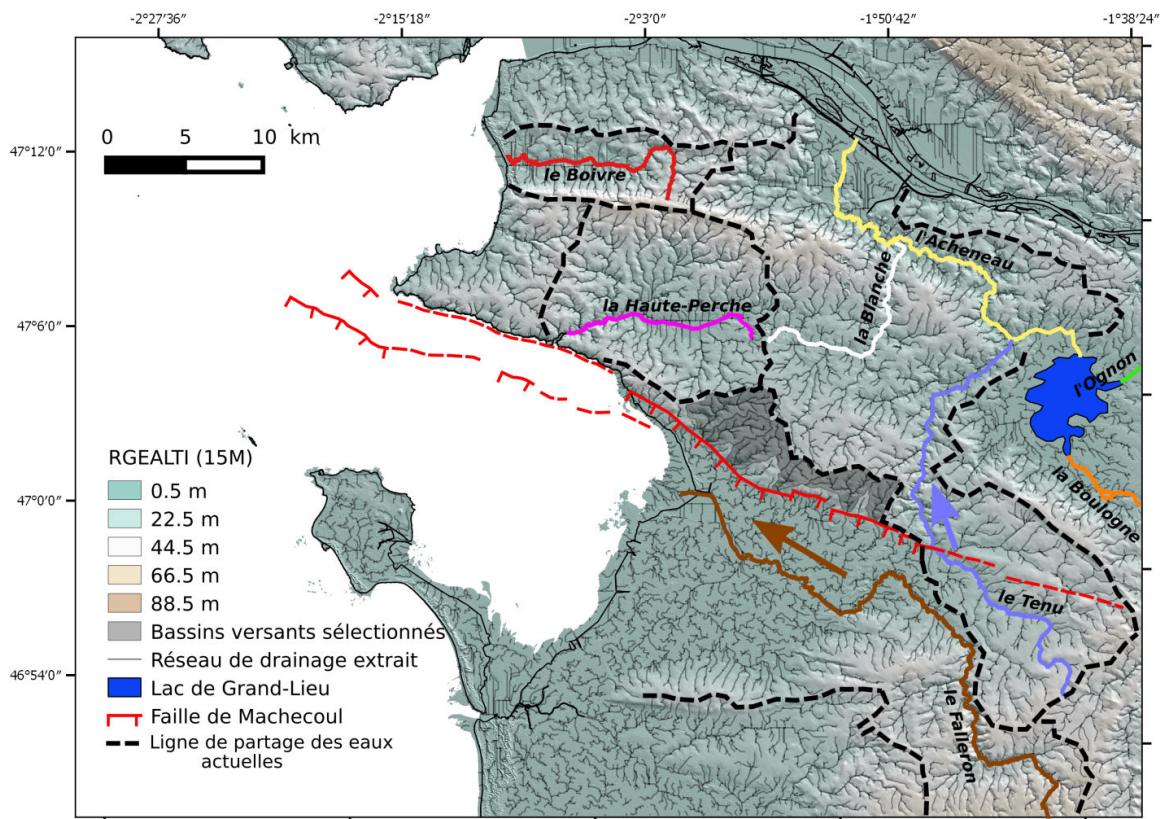 -2°27'36"
-2°15'18"
-2°3'0"
-1°50'42"
-1°38'24"
0 5 10 km
47°12'0"
le Boivre
l'Acheneau
la Blanche
la Haute-Perche
47°6'0"
l'Ognon
RGEALTI (15M)
0.5 m
la Boulogne
47°0'0"
22.5 m
44.5 m
66.5 m
88.5 m
le Tenu
Bassins versants sélectionnés
Réseau de drainage extrait
46°54'0"
Lac de Grand-Lieu
le Falleron
Faille de Machecoul
Ligne de partage des eaux
actuelles